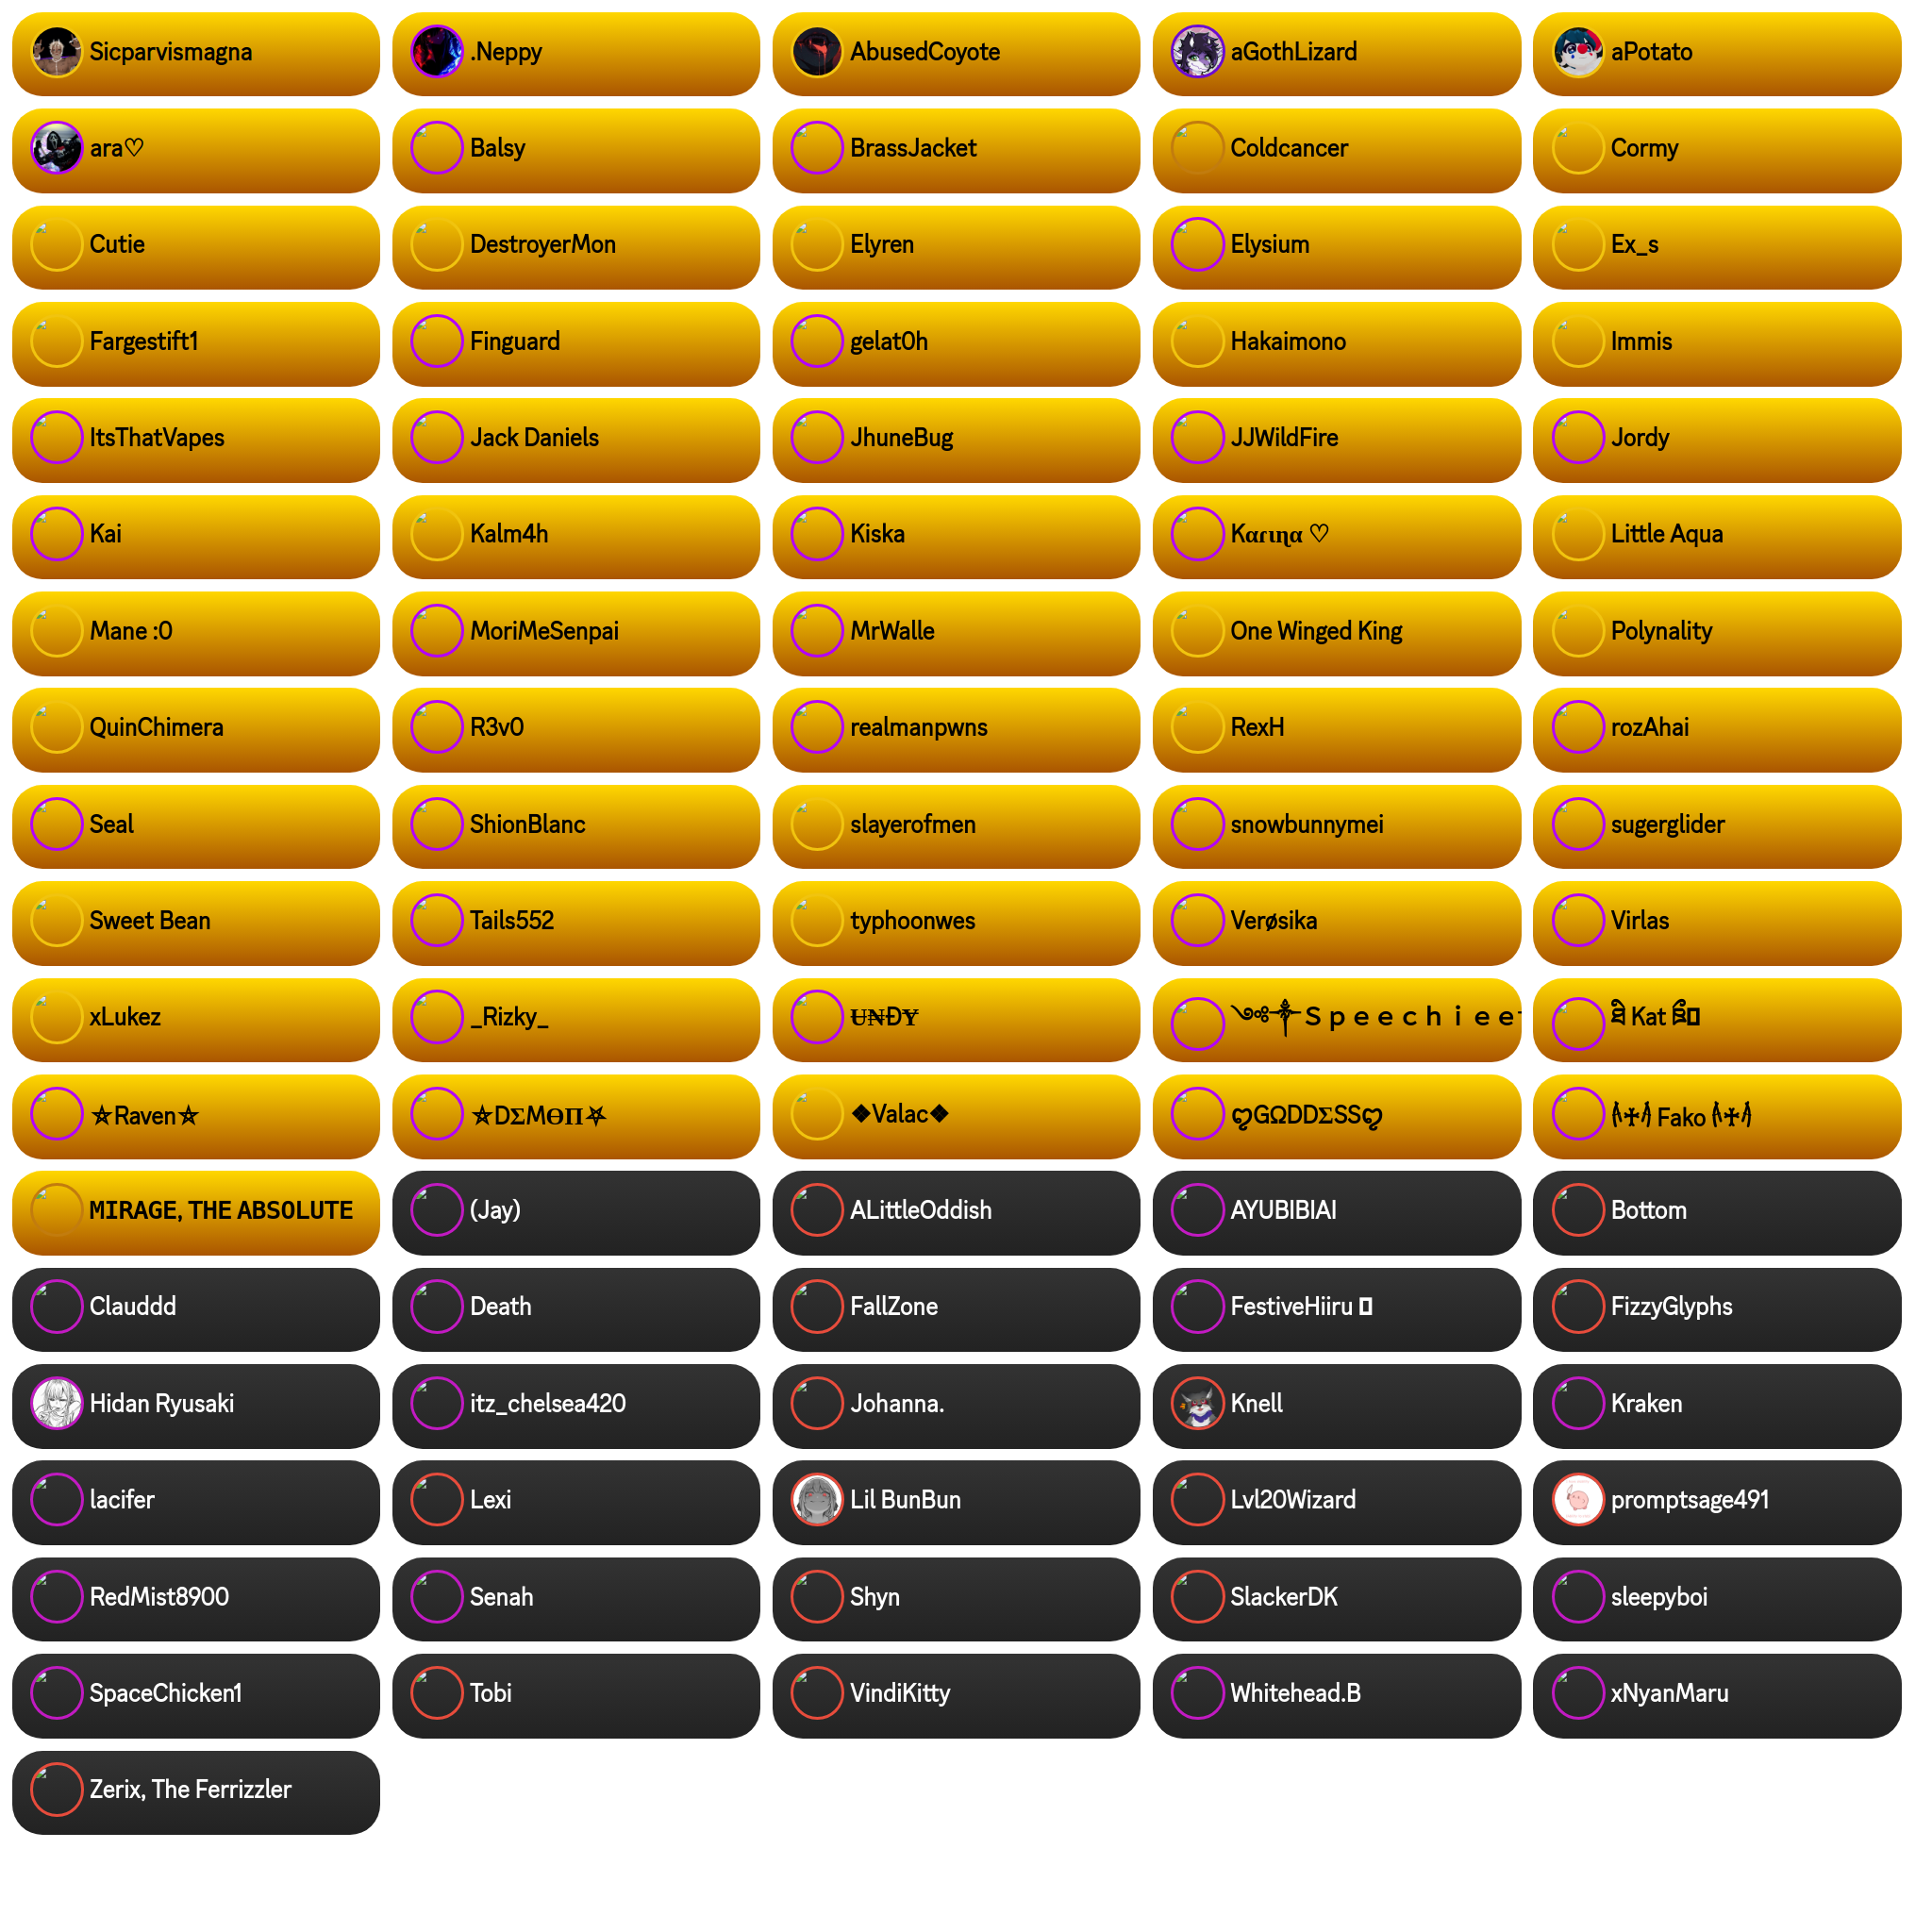 Sicparvismagna
.Neppy
AbusedCoyote
aGothLizard
aPotato
ara♡
Balsy
BrassJacket
Coldcancer
Cormy
Cutie
DestroyerMon
Elyren
Elysium
Ex_s
Fargestift1
Finguard
gelat0h
Hakaimono
Immis
ItsThatVapes
Jack Daniels
JhuneBug
JJWildFire
Jordy
Kai
Kalm4h
Kiska
Kαɾιɳα ♡
Little Aqua
Mane :0
MoriMeSenpai
MrWalle
One Winged King
Polynality
QuinChimera
R3v0
realmanpwns
RexH
rozAhai
Seal
ShionBlanc
slayerofmen
snowbunnymei
sugerglider
Sweet Bean
Tails552
typhoonwes
Verøsika
Virlas
xLukez
_Rizky_
Ʉ₦ĐɎ
༺༒Ｓｐｅｅｃｈｉｅｅ
Kat
⛤Raven⛤
⛤DΣMӨΠ⛧
❖Valac❖
ღGΩDDΣSSღ
Fako
MIRAGE, THE ABSOLUTE
(Jay)
ALittleOddish
AYUBIBIAI
Bottom
Clauddd
Death
FallZone
FestiveHiiru
FizzyGlyphs
Hidan Ryusaki
itz_chelsea420
Johanna.
Knell
Kraken
lacifer
Lexi
Lil BunBun
Lvl20Wizard
promptsage491
RedMist8900
Senah
Shyn
SlackerDK
sleepyboi
SpaceChicken1
Tobi
VindiKitty
Whitehead.B
xNyanMaru
Zerix, The Ferrizzler